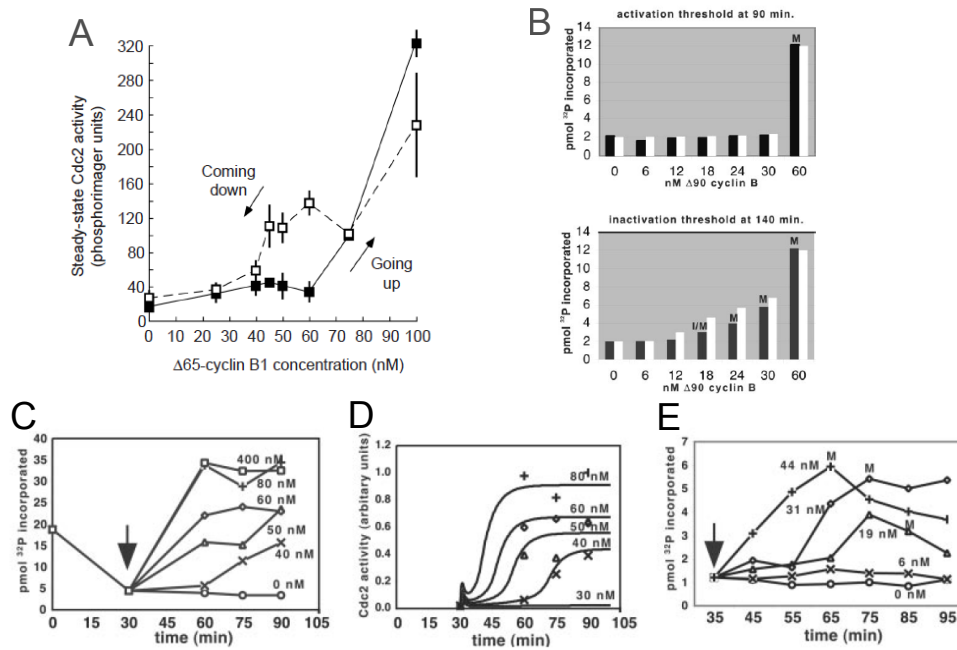 A
Steady-state Cdc2 activity
(phosphorimager units)
320
280
240
200
160
120
80
40
0
Coming
down
Going
up
0 10 20 30 40 50 60 70 80 90 100
Δ65-cyclin B1 concentration (nM)
B
activation threshold at 90 min.
pmol ³²P incorporated
14
12
10
8
6
4
2
0
M
0 6 12 18 24 30 60
nM Δ90 cyclin B
inactivation threshold at 140 min.
pmol ³²P incorporated
14
12
10
8
6
4
2
0
I/M
M
M
M
0 6 12 18 24 30 60
nM Δ90 cyclin B
C
pmol ³²P incorporated
40
35
30
25
20
15
10
5
0
400 nM
80 nM
60 nM
50 nM
40 nM
0 nM
0 15 30 45 60 75 90 105
time (min)
D
Cdc2 activity (arbitrary units)
1.2
1.0
0.8
0.6
0.4
0.2
0.0
80 nM
60 nM
50 nM
40 nM
30 nM
0 15 30 45 60 75 90 105
time (min)
E
pmol ³²P incorporated
7
6
5
4
3
2
1
0
44 nM
M
M
31 nM
19 nM
M
6 nM
0 nM
35 45 55 65 75 85 95
time (min)